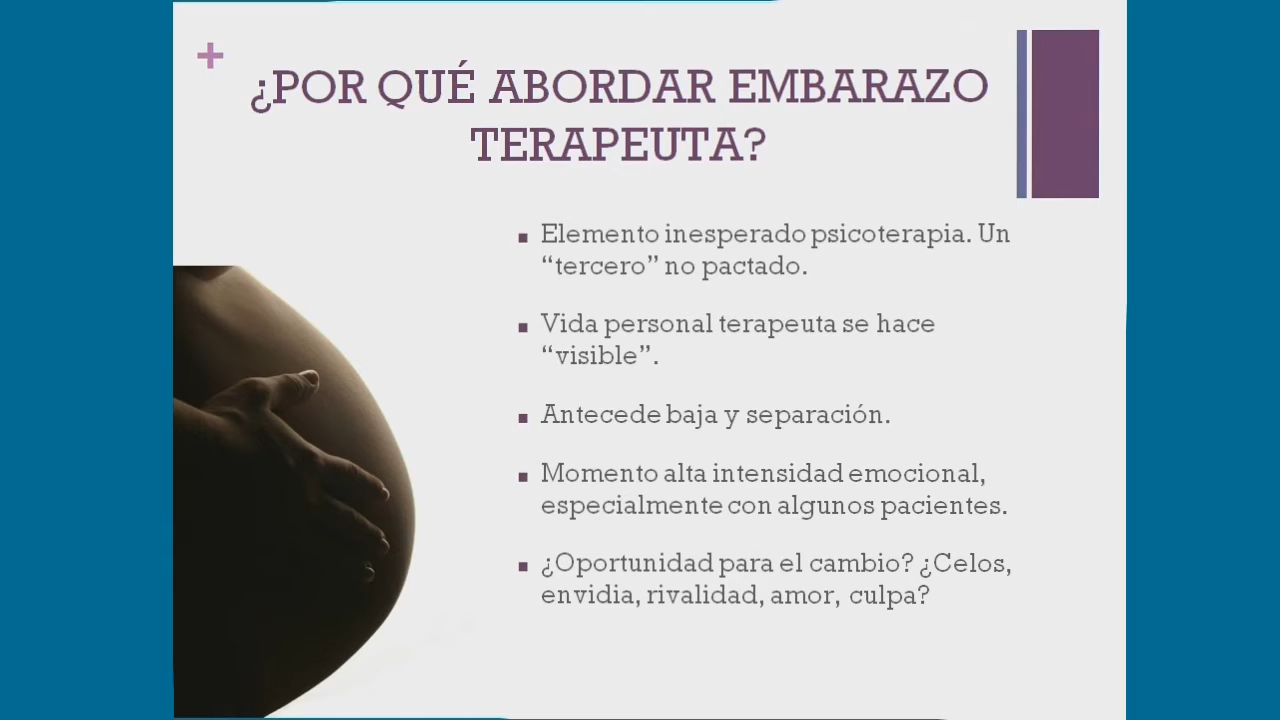 ¿POR QUÉ ABORDAR EMBARAZO
TERAPEUTA?
Elemento inesperado psicoterapia. Un
“tercero” no pactado.
Vida personal terapeuta se hace
“visible”.
Antecede baja y separación.
Momento alta intensidad emocional,
especialmente con algunos pacientes.
¿Oportunidad para el cambio? ¿Celos,
envidia, rivalidad, amor, culpa?